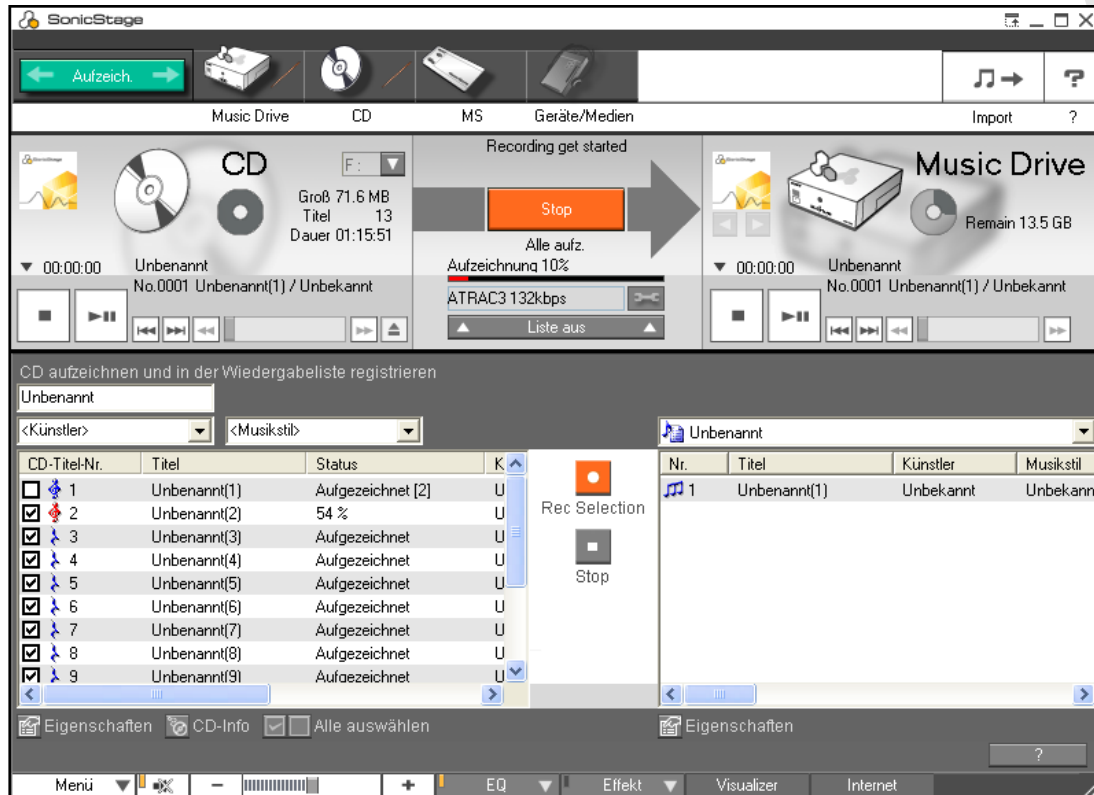 SonicStage
Aufzeich.
Music Drive
CD
MS
Geräte/Medien
Import
?
CD
F:
Groß 71.6 MB
Titel 13
Dauer 01:15:51
00:00:00
Unbenannt
No.0001 Unbenannt(1) / Unbekannt
Recording get started
Stop
Alle aufz.
Aufzeichnung 10%
ATRAC3 132kbps
Liste aus
Music Drive
Remain 13.5 GB
00:00:00
Unbenannt
No.0001 Unbenannt(1) / Unbekannt
CD aufzeichnen und in der Wiedergabeliste registrieren
Unbenannt
<Künstler>
<Musikstil>
CD-Titel-Nr. Titel Status K
1 Unbenannt(1) Aufgezeichnet [2] U
2 Unbenannt(2) 54 % U
3 Unbenannt(3) Aufgezeichnet U
4 Unbenannt(4) Aufgezeichnet U
5 Unbenannt(5) Aufgezeichnet U
6 Unbenannt(6) Aufgezeichnet U
7 Unbenannt(7) Aufgezeichnet U
8 Unbenannt(8) Aufgezeichnet U
9 Unbenannt(9) Aufgezeichnet U
Rec Selection
Stop
Unbenannt
Nr. Titel Künstler Musikstil
1 Unbenannt(1) Unbekannt Unbekann
Eigenschaften CD-Info Alle auswählen
Eigenschaften
?
Menü
EQ
Effekt
Visualizer
Internet